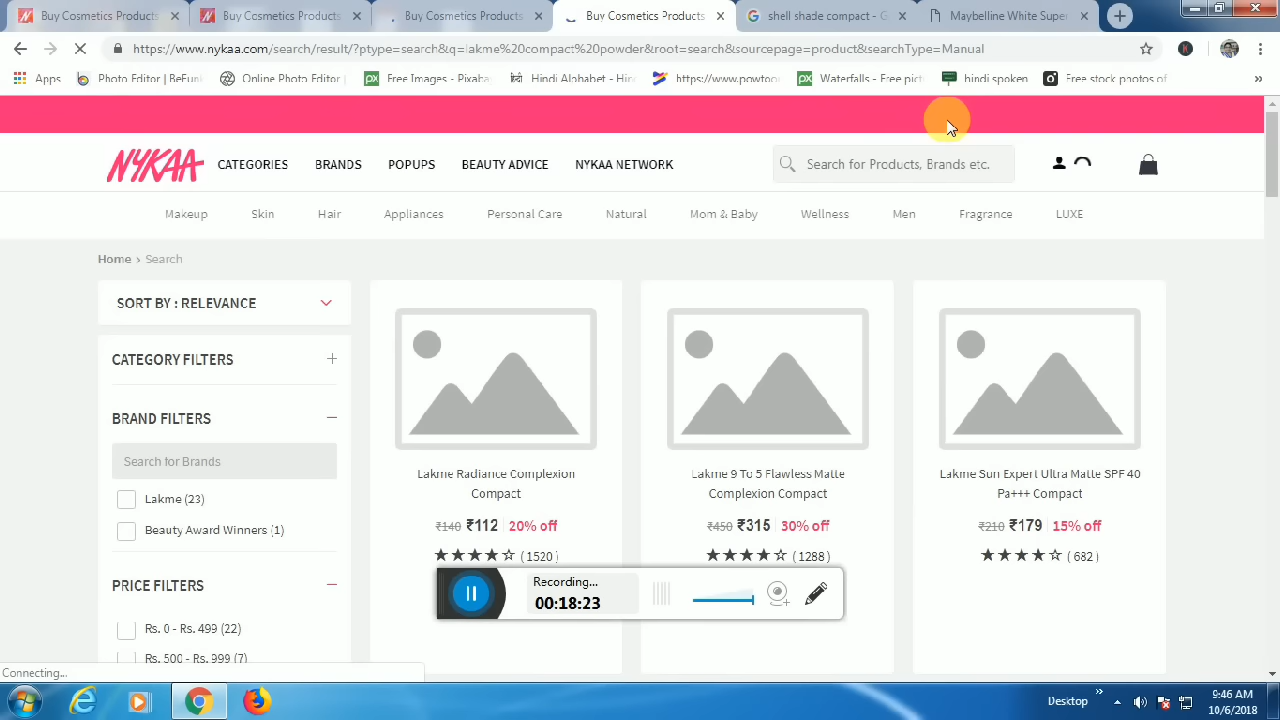 Buy Cosmetics Products
Buy Cosmetics Products
Buy Cosmetics Products
Buy Cosmetics Products
shell shade compact - G
Maybelline White Super
https://www.nykaa.com/search/result/?ptype=search&q=lakme%20compact%20powder&root=search&sourcepage=product&searchType=Manual
Apps
Photo Editor | BeFun
Online Photo Editor |
Free Images - Pixaba
Hindi Alphabet - Hin
https://www.powtoo
Waterfalls - Free pict
hindi spoken
Free stock photos of
NYKAA
CATEGORIES
BRANDS
POPUPS
BEAUTY ADVICE
NYKAA NETWORK
Search for Products, Brands etc.
Makeup
Skin
Hair
Appliances
Personal Care
Natural
Mom & Baby
Wellness
Men
Fragrance
LUXE
Home › Search
SORT BY : RELEVANCE
CATEGORY FILTERS
BRAND FILTERS
Search for Brands
Lakme (23)
Beauty Award Winners (1)
PRICE FILTERS
Rs. 0 - Rs. 499 (22)
Rs. 500 - Rs. 999 (7)
Lakme Radiance Complexion
Compact
₹140 ₹112 20% off
( 1520 )
Lakme 9 To 5 Flawless Matte
Complexion Compact
₹450 ₹315 30% off
( 1288 )
Lakme Sun Expert Ultra Matte SPF 40
Pa+++ Compact
₹210 ₹179 15% off
( 682 )
Recording...
00:18:23
Connecting...
Desktop
9:46 AM
10/6/2018